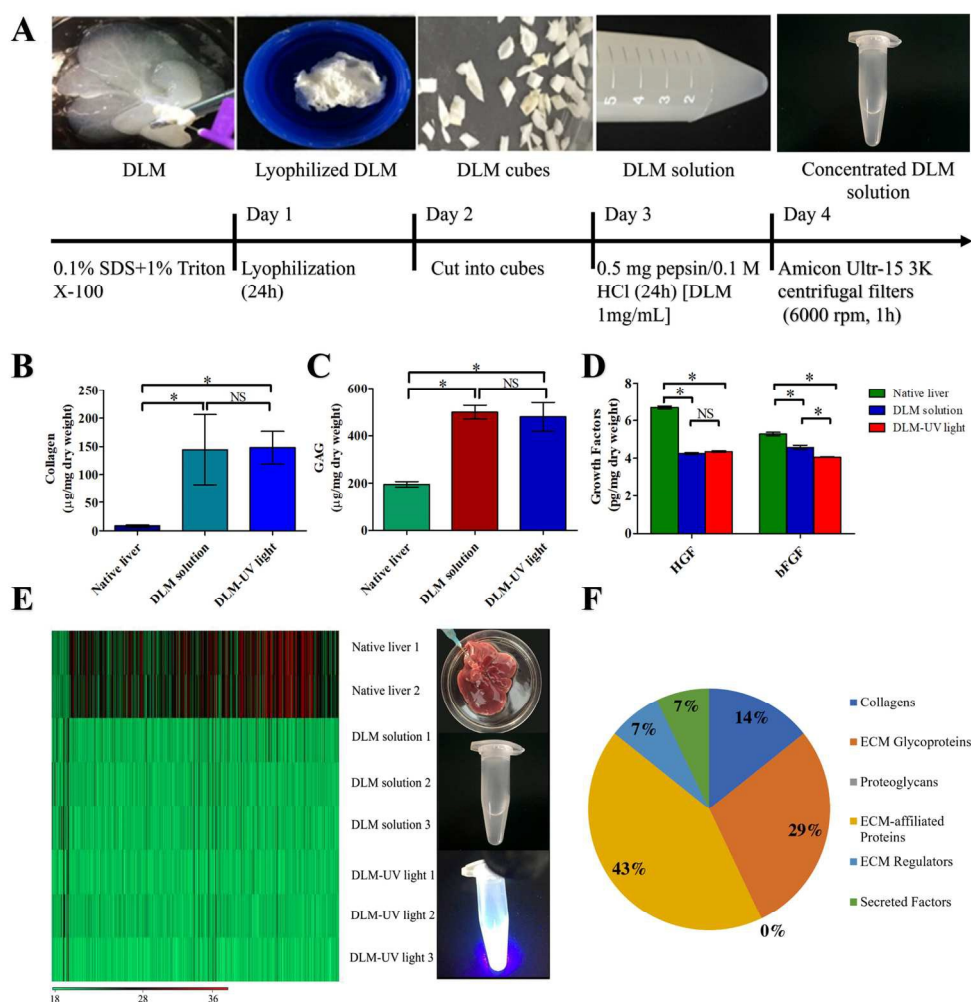 A
5 4 3 2
DLM
Lyophilized DLM
DLM cubes
DLM solution
Concentrated DLM
solution
Day 1
Day 2
Day 3
Day 4
0.1% SDS+1% Triton
X-100
Lyophilization
(24h)
Cut into cubes
0.5 mg pepsin/0.1 M
HCl (24h) [DLM
1mg/mL]
Amicon Ultr-15 3K
centrifugal filters
(6000 rpm, 1h)
B
Collagen
(µg/mg dry weight)
250
200
150
100
50
0
*
*
NS
Native liver
DLM solution
DLM-UV light
C
GAG
(µg/mg dry weight)
600
400
200
0
*
*
NS
Native liver
DLM solution
DLM-UV light
D
Growth Factors
(pg/mg dry weight)
8
6
4
2
0
*
*
NS
*
*
*
HGF
bFGF
Native liver
DLM solution
DLM-UV light
E
Native liver 1
Native liver 2
DLM solution 1
DLM solution 2
DLM solution 3
DLM-UV light 1
DLM-UV light 2
DLM-UV light 3
18 28 36
F
7%
14%
7%
29%
43%
0%
Collagens
ECM Glycoproteins
Proteoglycans
ECM-affiliated
Proteins
ECM Regulators
Secreted Factors